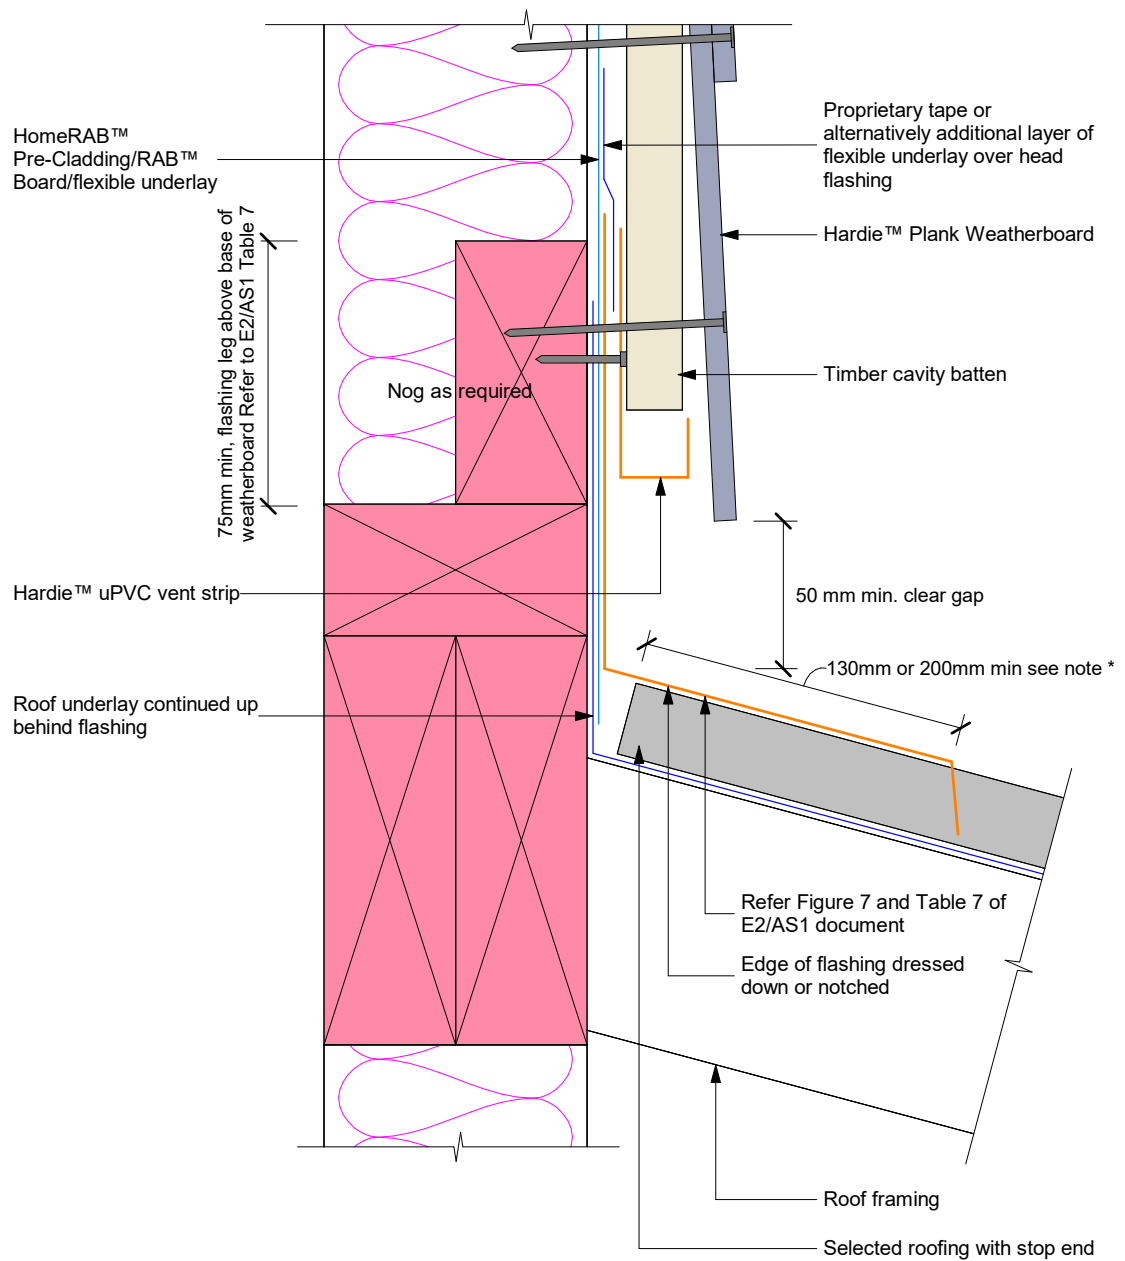 Proprietary tape or
alternatively additional layer of
flexible underlay over head
flashing
HomeRAB™
Pre-Cladding/RAB™
Board/flexible underlay
75mm min, flashing leg above base of
weatherboard Refer to E2/AS1 Table 7
Hardie™ Plank Weatherboard
Timber cavity batten
Nog as required
Hardie™ uPVC vent strip
50 mm min. clear gap
130mm or 200mm min see note *
Roof underlay continued up
behind flashing
Refer Figure 7 and Table 7 of
E2/AS1 document
Edge of flashing dressed
down or notched
Roof framing
Selected roofing with stop end